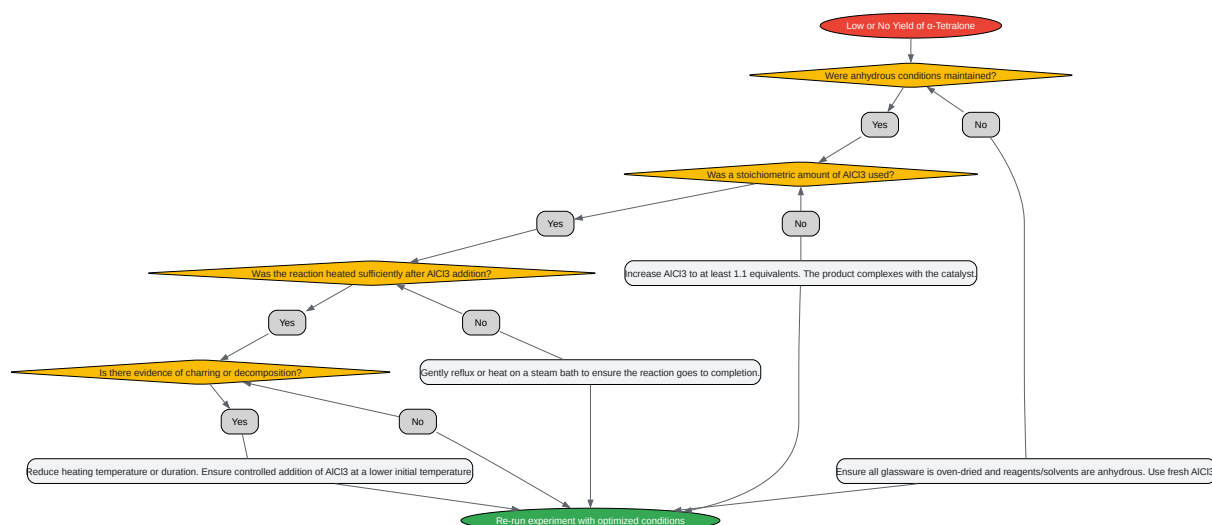 Low or No Yield of α-Tetralone
Were anhydrous conditions maintained?
Yes
No
Was a stoichiometric amount of AlCl3 used?
Yes
No
Was the reaction heated sufficiently after AlCl3 addition?
Increase AlCl3 to at least 1.1 equivalents. The product complexes with the catalyst.
Yes
No
Is there evidence of charring or decomposition?
Gently reflux or heat on a steam bath to ensure the reaction goes to completion.
Yes
No
Reduce heating temperature or duration. Ensure controlled addition of AlCl3 at a lower initial temperature.
Ensure all glassware is oven-dried and reagents/solvents are anhydrous. Use fresh AlCl3
Re-run experiment with optimized conditions